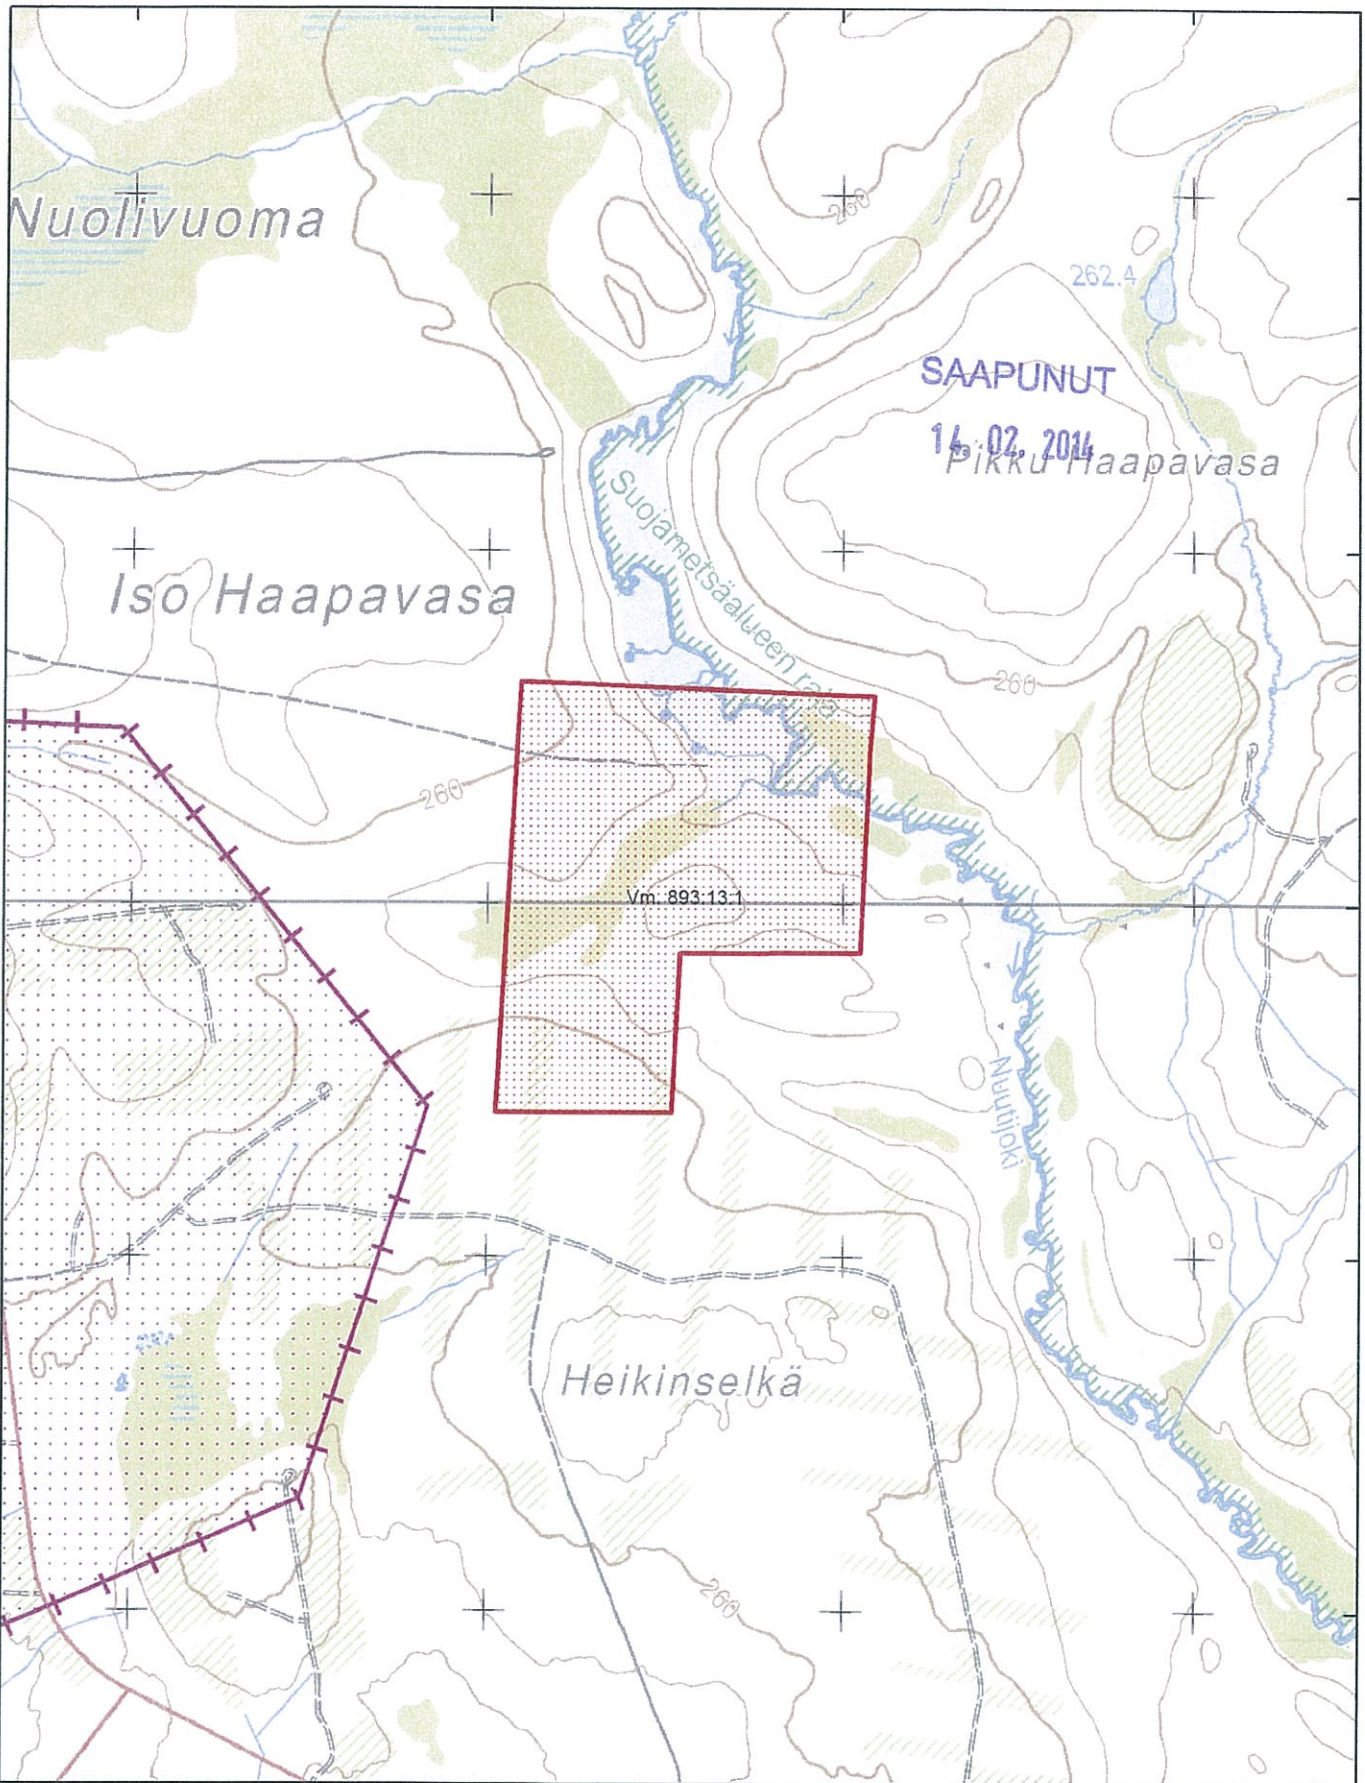 Nuolivuoma
260
262.4
SAAPUNUT
14. 02. 2014
Pikku Haapavasa
Suojametsäalueen raja
Iso Haapavasa
260
260
Vm: 893:13:1
Nuutijoki
Heikinselkä
260